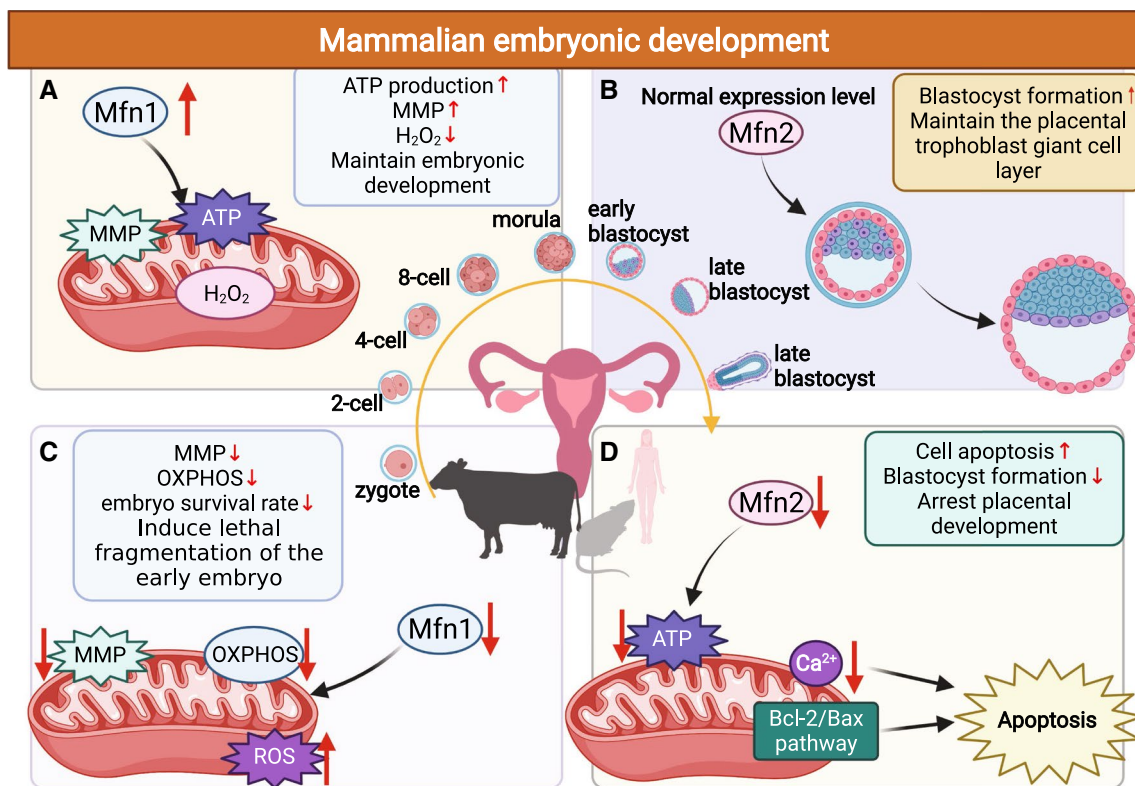 Mammalian embryonic development
A
Mfn1
ATP production↑
MMP↑
H₂O₂↓
Maintain embryonic
development
MMP
ATP
H₂O₂
B
Normal expression level
Mfn2
Blastocyst formation↑
Maintain the placental
trophoblast giant cell
layer
zygote
2-cell
4-cell
8-cell
morula
early
blastocyst
late
blastocyst
late
blastocyst
C
MMP↓
OXPHOS↓
embryo survival rate↓
Induce lethal
fragmentation of the
early embryo
Mfn1
MMP
OXPHOS
ROS
D
Mfn2
Cell apoptosis↑
Blastocyst formation↓
Arrest placental
development
ATP
Ca²⁺
Bcl-2/Bax
pathway
Apoptosis